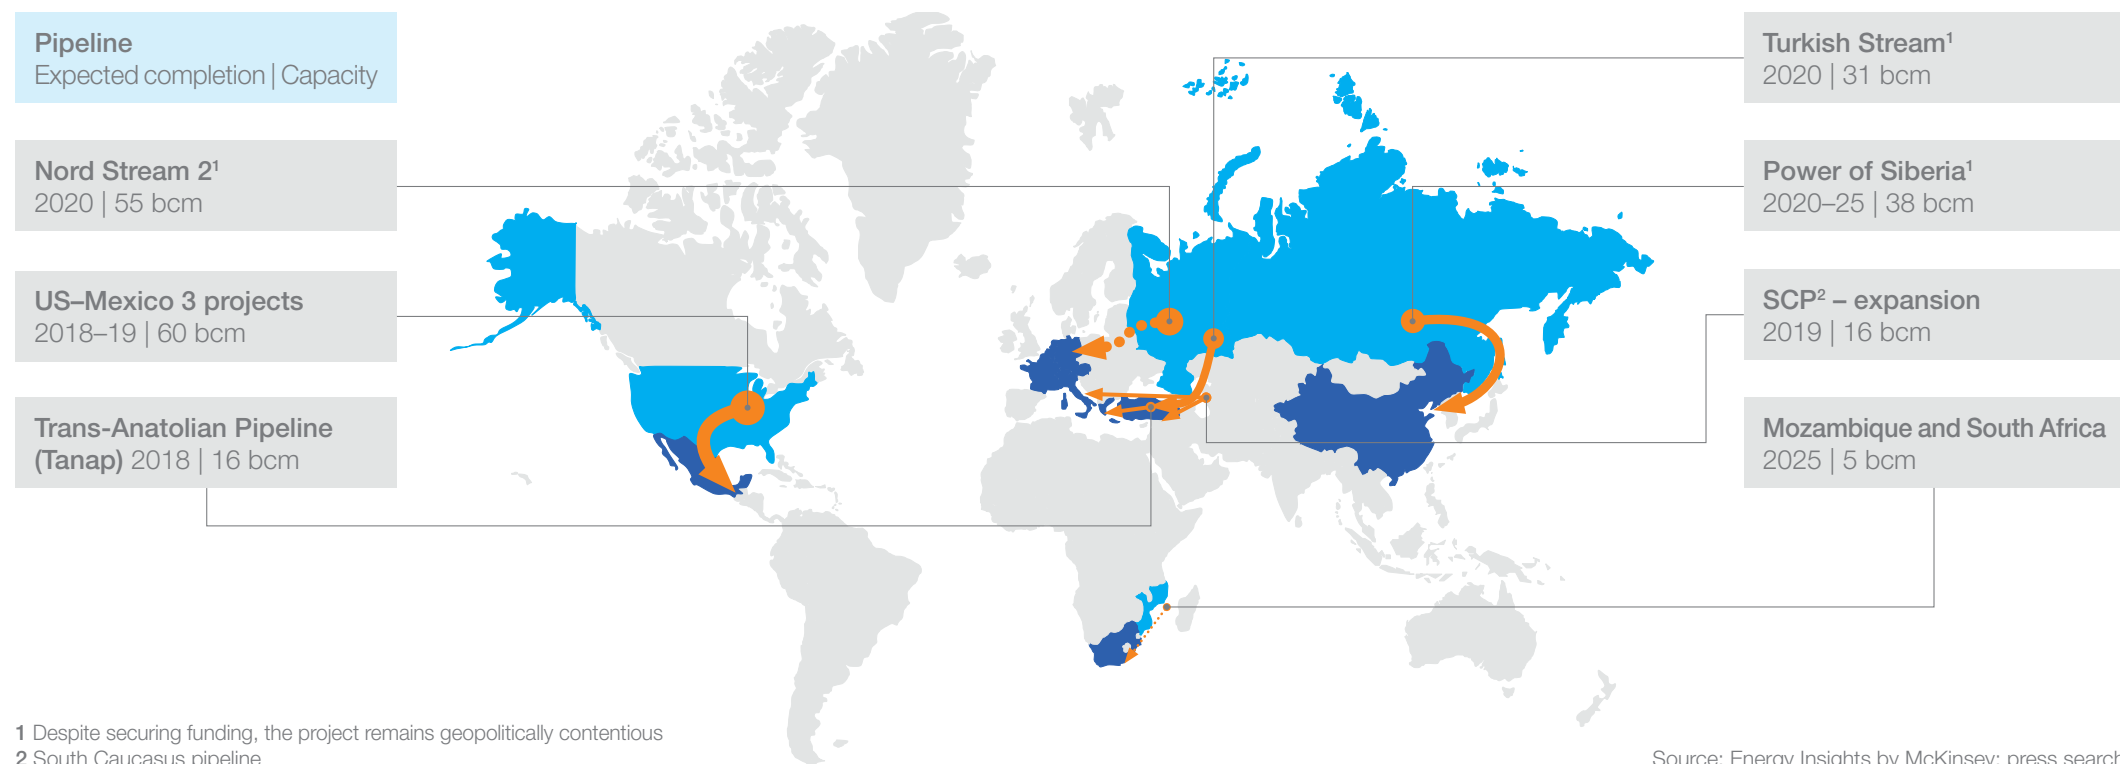 Pipeline
Expected completion | Capacity
Nord Stream 2¹
2020 | 55 bcm
US–Mexico 3 projects
2018–19 | 60 bcm
Trans-Anatolian Pipeline
(Tanap) 2018 | 16 bcm
Turkish Stream¹
2020 | 31 bcm
Power of Siberia¹
2020–25 | 38 bcm
SCP² – expansion
2019 | 16 bcm
Mozambique and South Africa
2025 | 5 bcm
1 Despite securing funding, the project remains geopolitically contentious
2 South Caucasus pipeline
Source: Energy Insights by McKinsey; press search